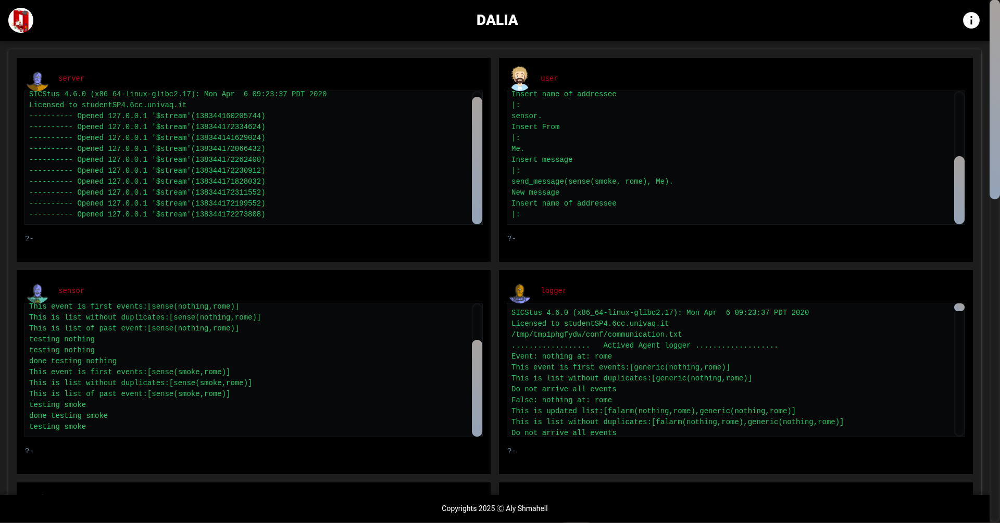 DALIA
server
SICStus 4.6.0 (x86_64-linux-glibc2.17): Mon Apr  6 09:23:37 PDT 2020
Licensed to studentSP4.6cc.univaq.it
---------- Opened 127.0.0.1 '$stream'(138344160205744)
---------- Opened 127.0.0.1 '$stream'(138344172334624)
---------- Opened 127.0.0.1 '$stream'(138344141629024)
---------- Opened 127.0.0.1 '$stream'(138344172066432)
---------- Opened 127.0.0.1 '$stream'(138344172262400)
---------- Opened 127.0.0.1 '$stream'(138344172230912)
---------- Opened 127.0.0.1 '$stream'(138344171828032)
---------- Opened 127.0.0.1 '$stream'(138344172311552)
---------- Opened 127.0.0.1 '$stream'(138344172199552)
---------- Opened 127.0.0.1 '$stream'(138344172273808)
?-
user
Insert name of addressee
|:
sensor.
Insert From
|:
Me.
Insert message
|:
send_message(sense(smoke, rome), Me).
New message
Insert name of addressee
|:
?-
sensor
This event is first events:[sense(nothing,rome)]
This is list without duplicates:[sense(nothing,rome)]
This is list of past event:[sense(nothing,rome)]
testing nothing
testing nothing
done testing nothing
This event is first events:[sense(smoke,rome)]
This is list without duplicates:[sense(smoke,rome)]
This is list of past event:[sense(smoke,rome)]
testing smoke
done testing smoke
testing smoke
?-
logger
SICStus 4.6.0 (x86_64-linux-glibc2.17): Mon Apr  6 09:23:37 PDT 2020
Licensed to studentSP4.6cc.univaq.it
/tmp/tmp1phgfydw/conf/communication.txt
..................   Actived Agent logger ...................
Event: nothing at: rome
This event is first events:[generic(nothing,rome)]
This is list without duplicates:[generic(nothing,rome)]
Do not arrive all events
False: nothing at: rome
This is updated list:[falarm(nothing,rome),generic(nothing,rome)]
This is list without duplicates:[falarm(nothing,rome),generic(nothing,rome)]
Do not arrive all events
?-
Copyrights 2025 Ⓒ Aly Shmahell